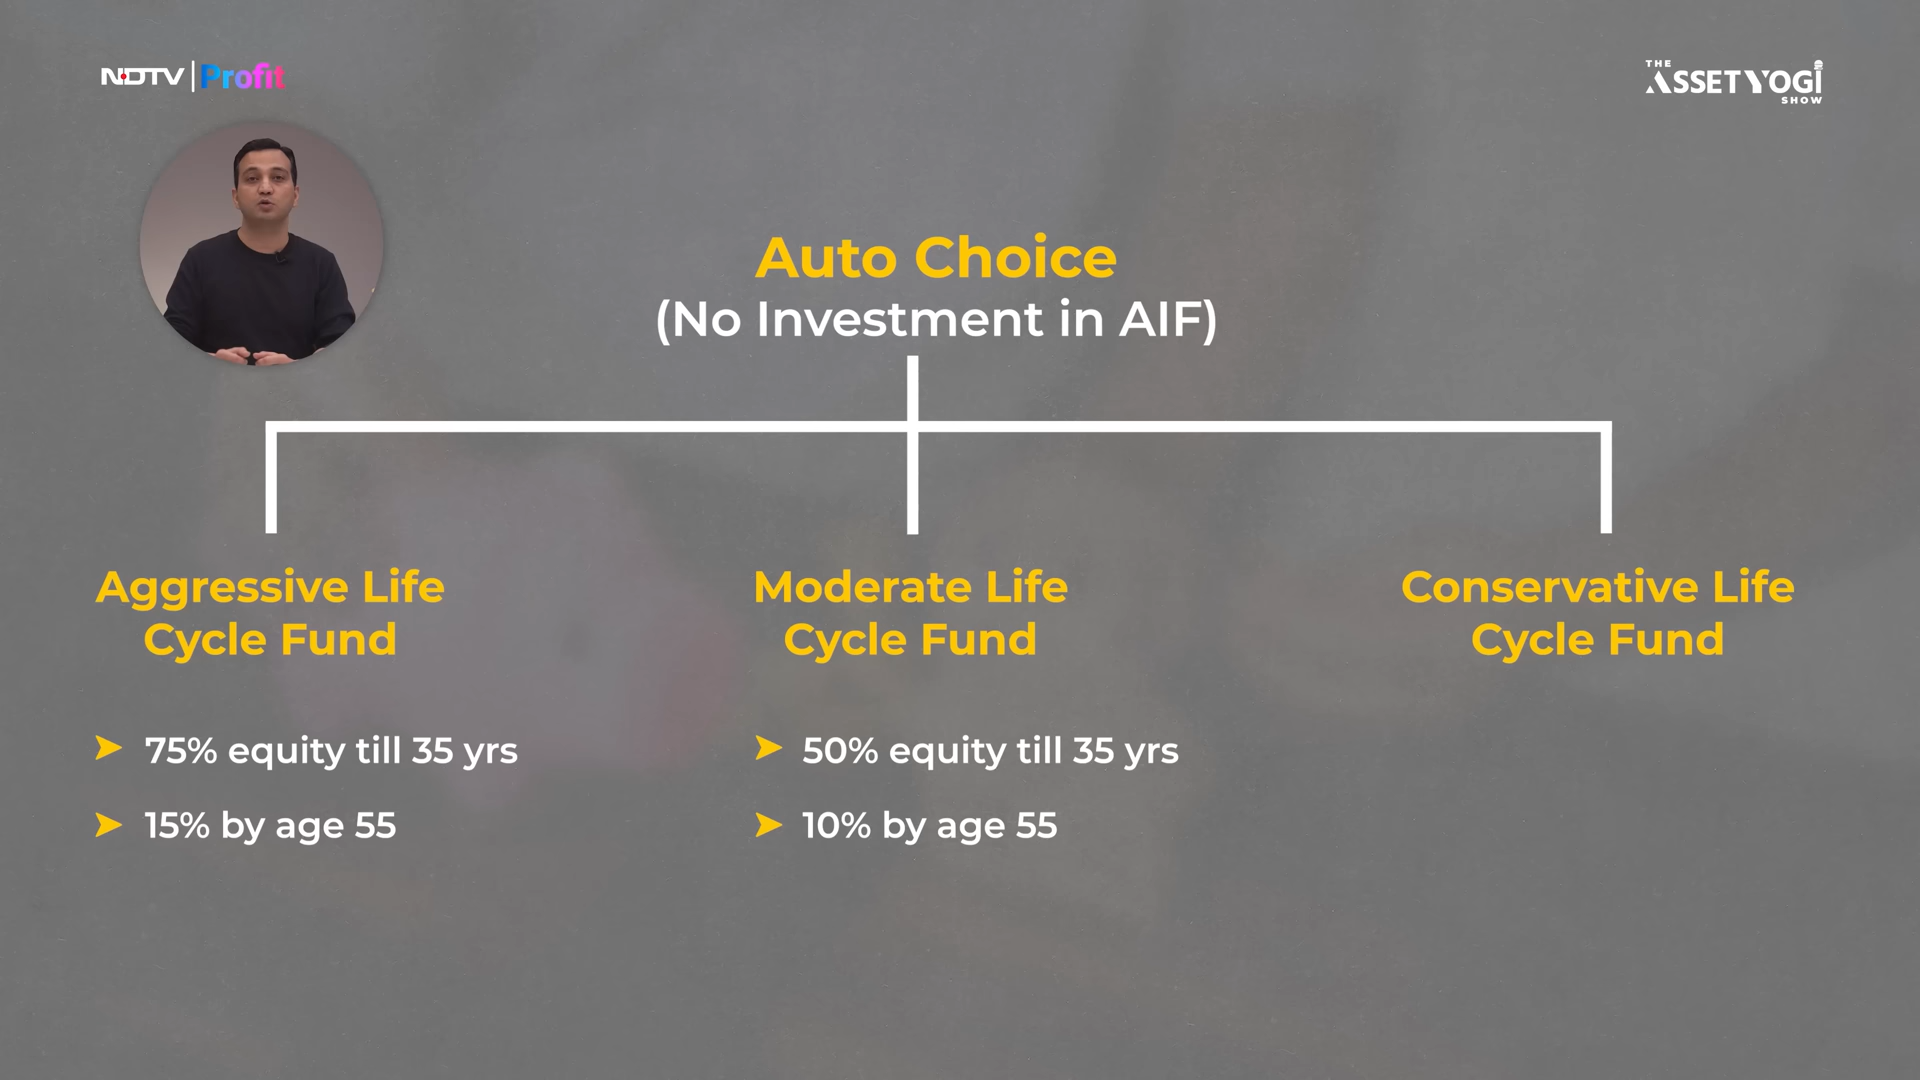 NDTV | Profit
THE
ASSET YOGI
SHOW
Auto Choice
(No Investment in AIF)
Aggressive Life
Cycle Fund
➤ 75% equity till 35 yrs
➤ 15% by age 55
Moderate Life
Cycle Fund
➤ 50% equity till 35 yrs
➤ 10% by age 55
Conservative Life
Cycle Fund